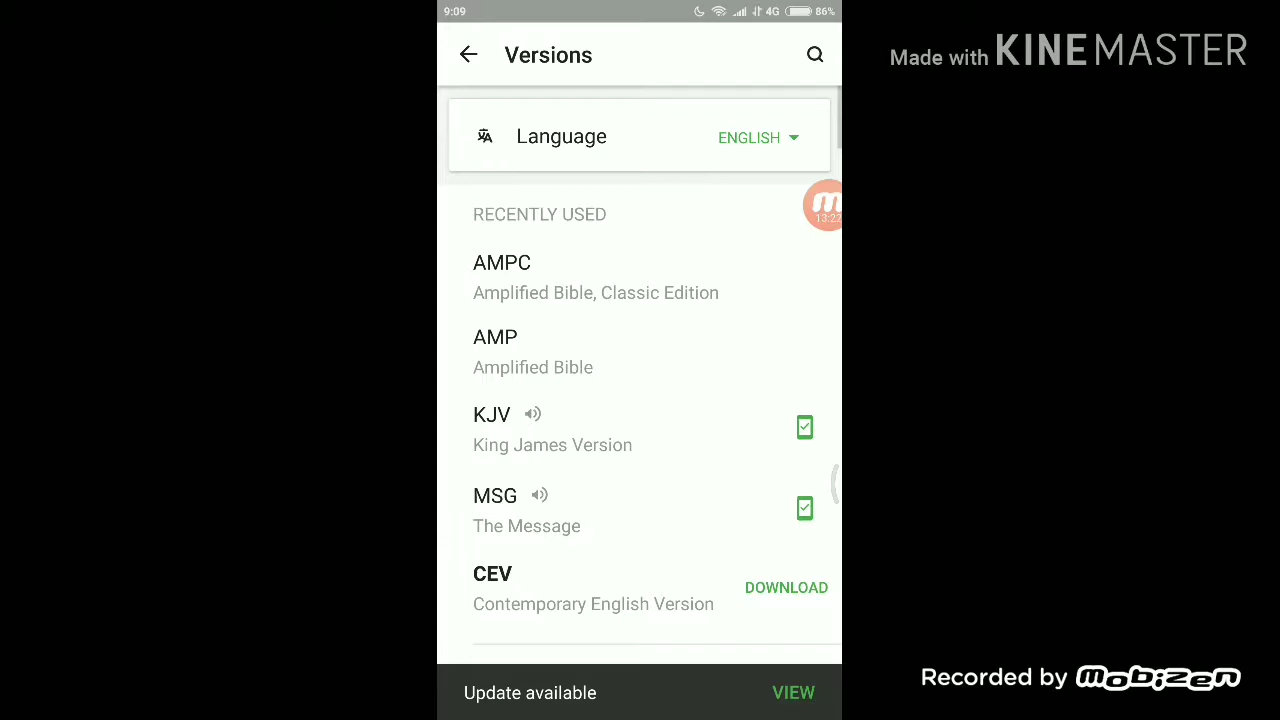 9:09
4G 86%
Made with KINEMASTER
Versions
Language ENGLISH
RECENTLY USED
13:22
AMPC
Amplified Bible, Classic Edition
AMP
Amplified Bible
KJV
King James Version
MSG
The Message
CEV
Contemporary English Version
DOWNLOAD
Update available VIEW
Recorded by mobizen